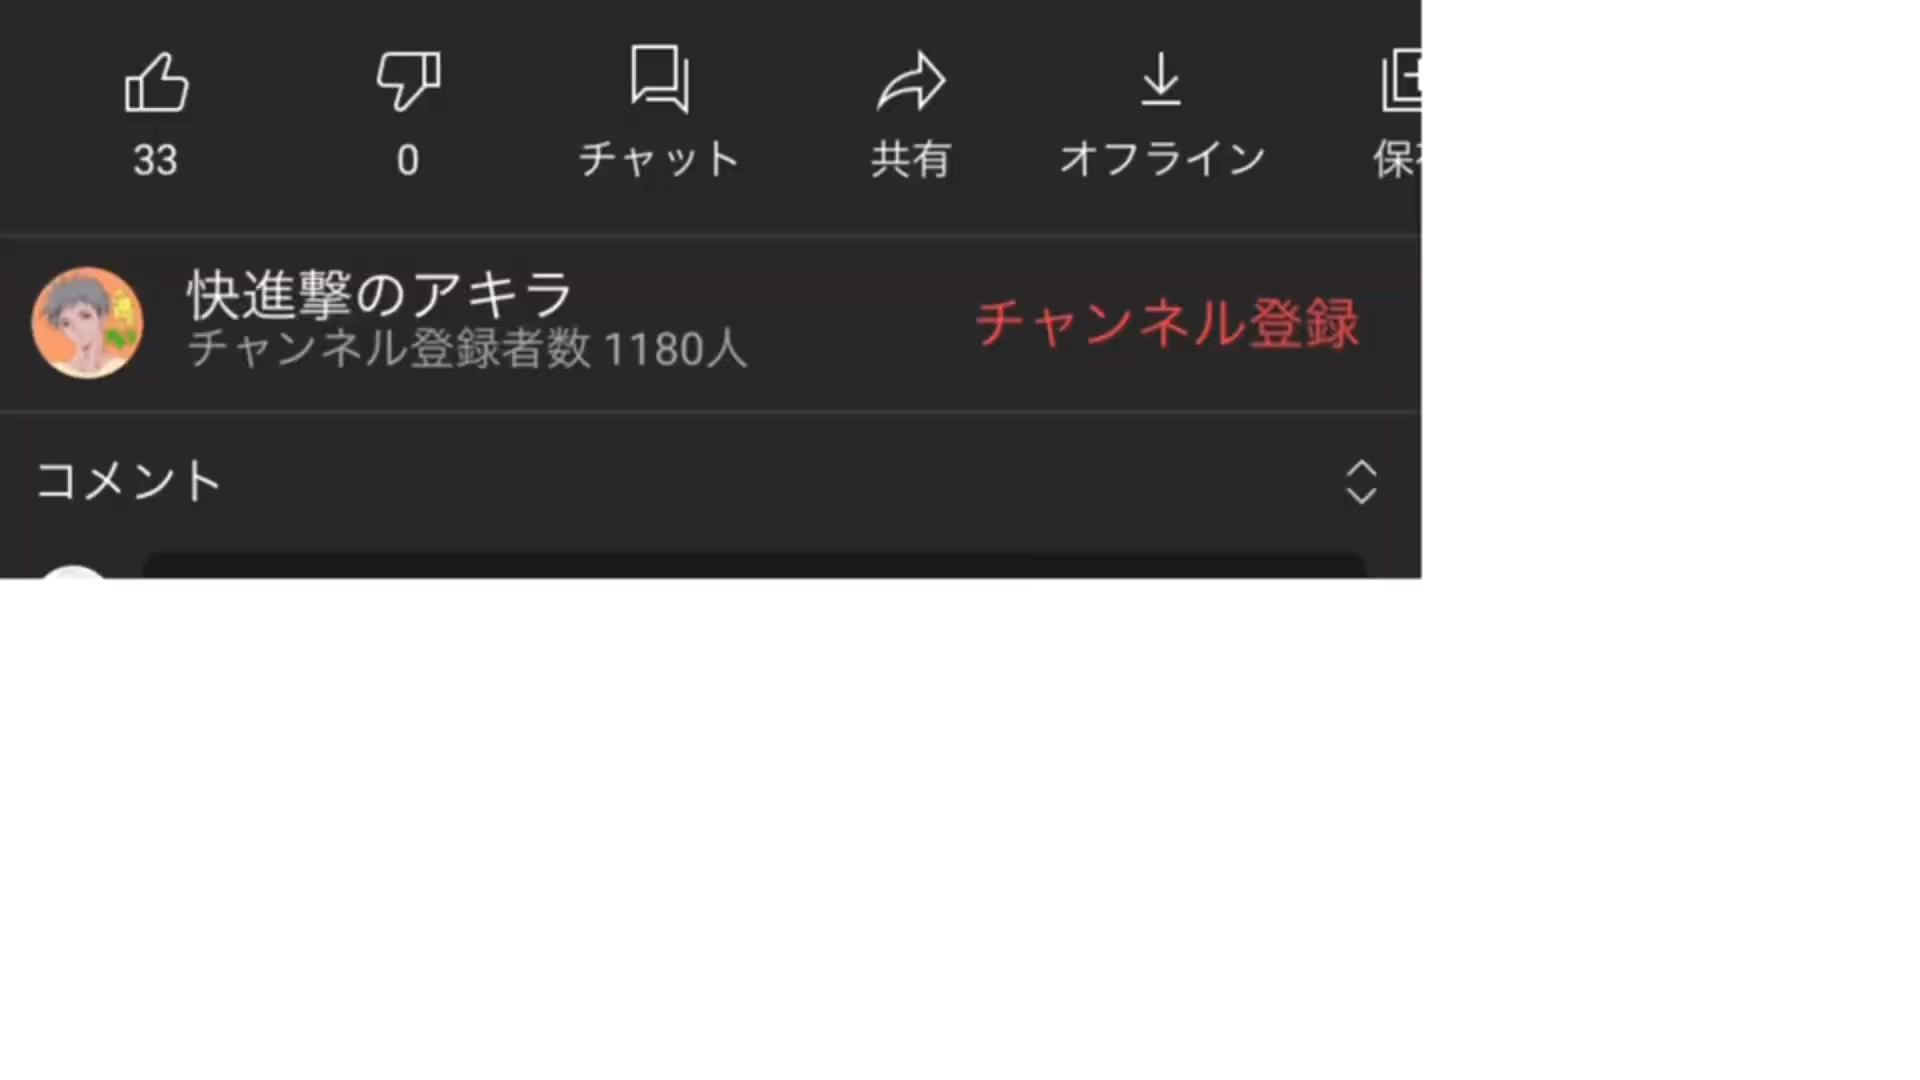 33 0 チャット 共有 オフライン
快進撃のアキラ
チャンネル登録者数 1180人
チャンネル登録
コメント